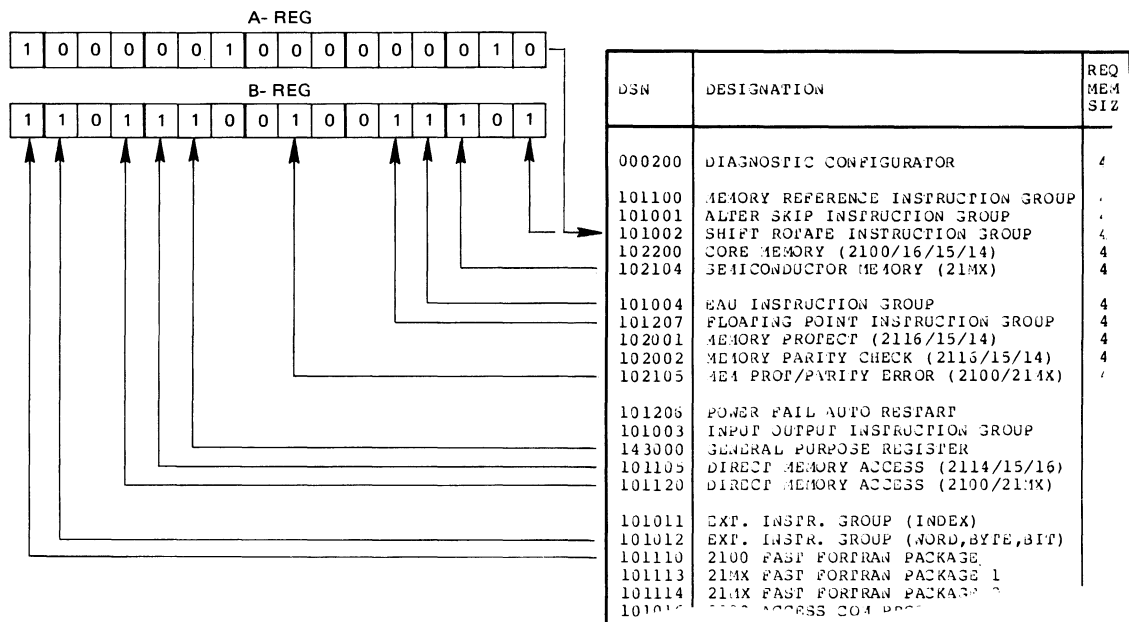 A- REG
1 0 0 0 0 0 1 0 0 0 0 0 0 0 1 0
B- REG
1 1 0 1 1 1 0 0 1 0 0 1 1 1 0 1
DSN DESIGNATION REQ MEM SIZ
000200 DIAGNOSTIC CONFIGURATOR 4
101100 MEMORY REFERENCE INSTRUCTION GROUP
101001 ALTER SKIP INSTRUCTION GROUP
101002 SHIFT ROTATE INSTRUCTION GROUP 4
102200 CORE MEMORY (2100/16/15/14) 4
102104 SEMICONDUCTOR MEMORY (21MX) 4
101004 EAU INSTRUCTION GROUP 4
101207 FLOATING POINT INSTRUCTION GROUP 4
102001 MEMORY PROTECT (2116/15/14) 4
102002 MEMORY PARITY CHECK (2116/15/14) 4
102105 MEM PROT/PARITY ERROR (2100/21MX)
101206 POWER FAIL AUTO RESTART
101003 INPUT OUTPUT INSTRUCTION GROUP
143000 GENERAL PURPOSE REGISTER
101105 DIRECT MEMORY ACCESS (2114/15/16)
101120 DIRECT MEMORY ACCESS (2100/21MX)
101011 EXT. INSTR. GROUP (INDEX)
101012 EXT. INSTR. GROUP (WORD,BYTE,BIT)
101110 2100 FAST FORTRAN PACKAGE
101113 21MX FAST FORTRAN PACKAGE 1
101114 21MX FAST FORTRAN PACKAGE
ACCESS